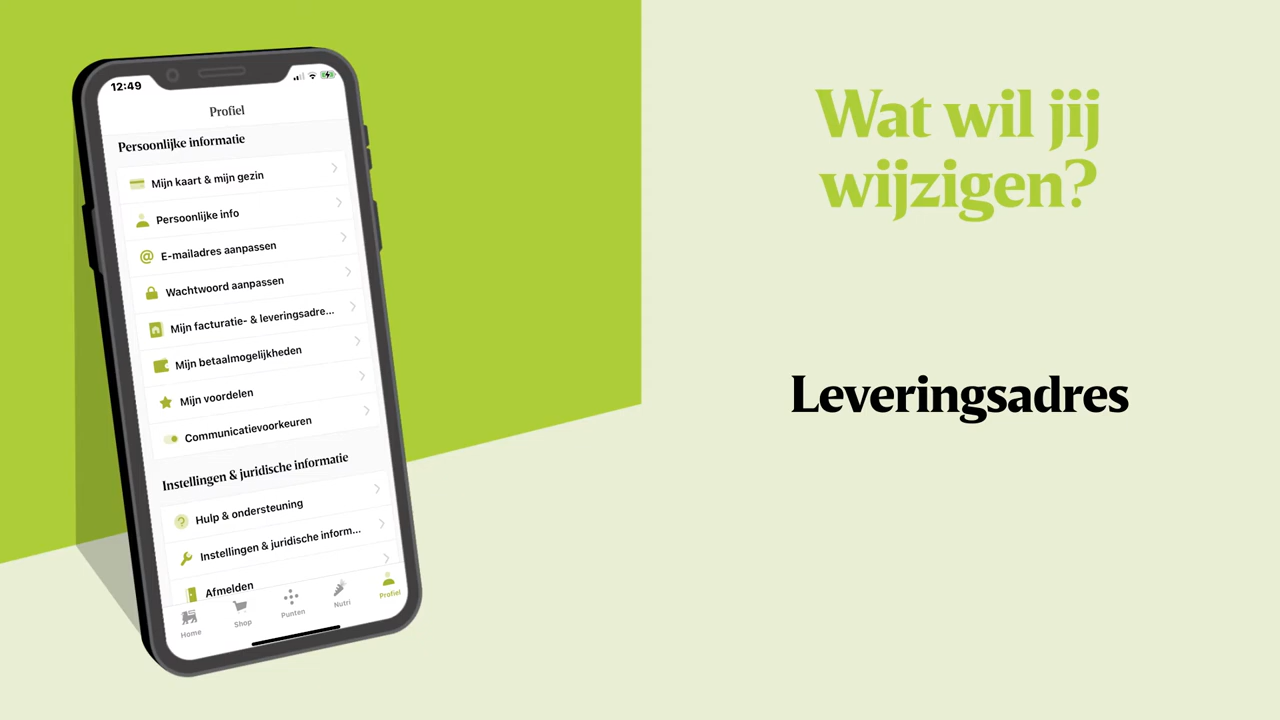 12:49
Profiel
Persoonlijke informatie
Mijn kaart & mijn gezin
Persoonlijke info
E-mailadres aanpassen
Wachtwoord aanpassen
Mijn facturatie- & leveringsadre...
Mijn betaalmogelijkheden
Mijn voordelen
Communicatievoorkeuren
Instellingen & juridische informatie
Hulp & ondersteuning
Instellingen & juridische inform...
Afmelden
Home
Shop
Punten
Nutri
Profiel
Wat wil jij
wijzigen?
Leveringsadres